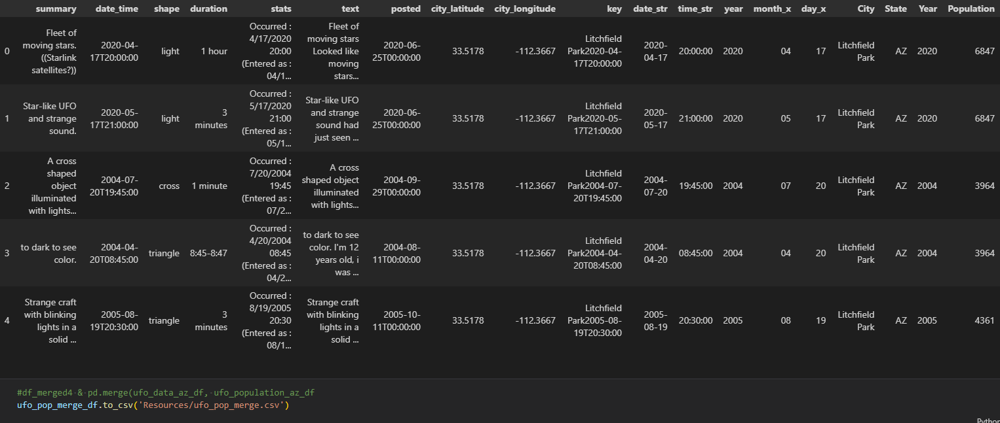 summary date_time shape duration stats text posted city_latitude city_longitude key date_str time_str year month_x day_x City State Year Population
0 Fleet of moving stars. ((Starlink satellites?)) 2020-04-17T20:00:00 light 1 hour Occurred : 4/17/2020 20:00 (Entered as : 04/1... Fleet of moving stars Looked like moving stars... 2020-06-25T00:00:00 33.5178 -112.3667 Litchfield Park2020-04-17T20:00:00 2020-04-17 20:00:00 2020 04 17 Litchfield Park AZ 2020 6847
1 Star-like UFO and strange sound. 2020-05-17T21:00:00 light 3 minutes Occurred : 5/17/2020 21:00 (Entered as : 05/1... Star-like UFO and strange sound had just seen ... 2020-06-25T00:00:00 33.5178 -112.3667 Litchfield Park2020-05-17T21:00:00 2020-05-17 21:00:00 2020 05 17 Litchfield Park AZ 2020 6847
2 A cross shaped object illuminated with lights... 2004-07-20T19:45:00 cross 1 minute Occurred : 7/20/2004 19:45 (Entered as : 07/2... A cross shaped object illuminated with lights... 2004-09-29T00:00:00 33.5178 -112.3667 Litchfield Park2004-07-20T19:45:00 2004-07-20 19:45:00 2004 07 20 Litchfield Park AZ 2004 3964
3 to dark to see color. 2004-04-20T08:45:00 triangle 8:45-8:47 Occurred : 4/20/2004 08:45 (Entered as : 04/2... to dark to see color. I'm 12 years old, i was ... 2004-08-11T00:00:00 33.5178 -112.3667 Litchfield Park2004-04-20T08:45:00 2004-04-20 08:45:00 2004 04 20 Litchfield Park AZ 2004 3964
4 Strange craft with blinking lights in a solid ... 2005-08-19T20:30:00 triangle 3 minutes Occurred : 8/19/2005 20:30 (Entered as : 08/1... Strange craft with blinking lights in a solid ... 2005-10-11T00:00:00 33.5178 -112.3667 Litchfield Park2005-08-19T20:30:00 2005-08-19 20:30:00 2005 08 19 Litchfield Park AZ 2005 4361
#df_merged4 & pd.merge(ufo_data_az_df, ufo_population_az_df
ufo_pop_merge_df.to_csv('Resources/ufo_pop_merge.csv')
Python